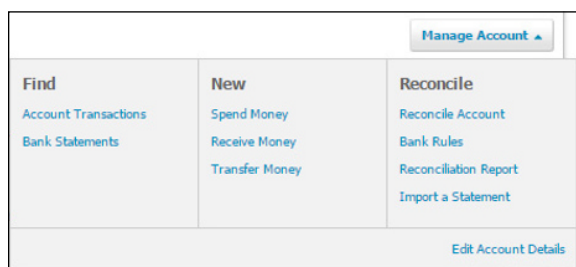 Manage Account ▲
Find
Account Transactions
Bank Statements
New
Spend Money
Receive Money
Transfer Money
Reconcile
Reconcile Account
Bank Rules
Reconciliation Report
Import a Statement
Edit Account Details